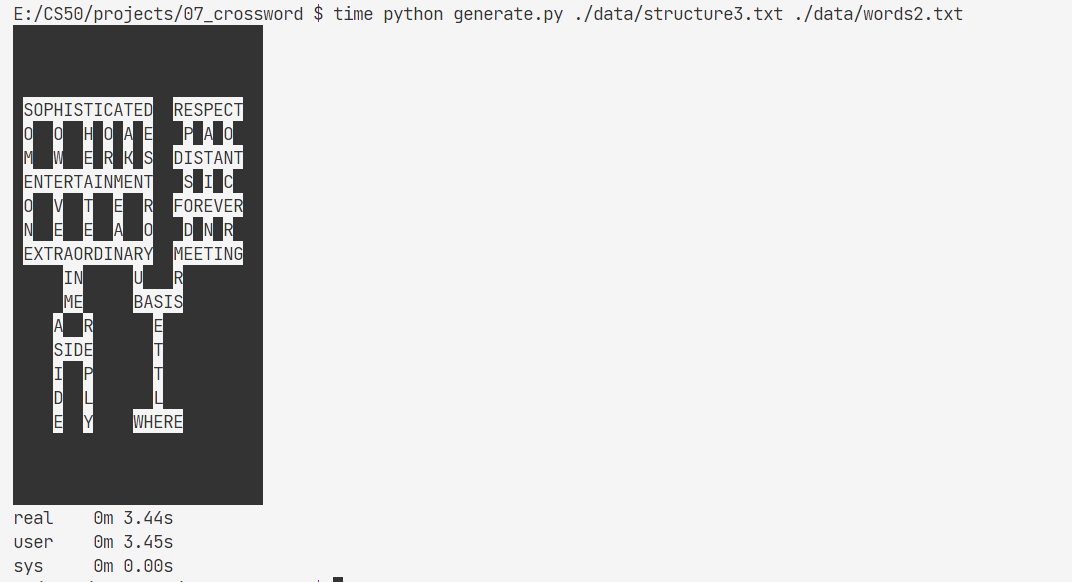 E:/CS50/projects/07_crossword $ time python generate.py ./data/structure3.txt ./data/words2.txt
SOPHISTICATED  RESPECT
O  O  H O A E   P A O
M  W  E R K S  DISTANT
ENTERTAINMENT   S I C
O  V  T  E  R  FOREVER
N  E  E  A  O   D N R
EXTRAORDINARY  MEETING
    IN     U   R
    ME     BASIS
   A  R      E
   SIDE      T
   I  P      T
   D  L      L
   E  Y    WHERE
real    0m 3.44s
user    0m 3.45s
sys     0m 0.00s